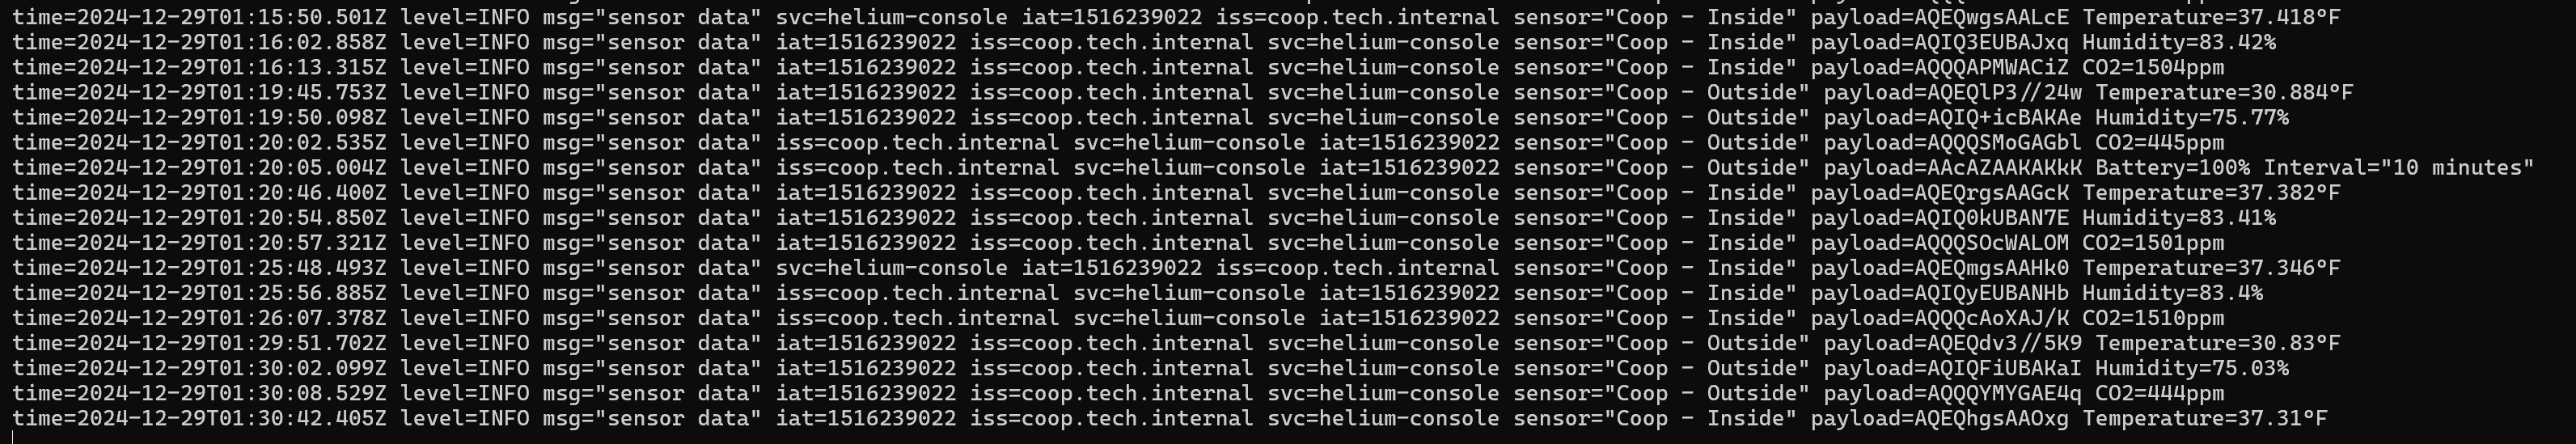 time=2024-12-29T01:15:50.501Z level=INFO msg="sensor data" svc=helium-console iat=1516239022 iss=coop.tech.internal sensor="Coop - Inside" payload=AQEQwgsAALcE Temperature=37.418°F
time=2024-12-29T01:16:02.858Z level=INFO msg="sensor data" iat=1516239022 iss=coop.tech.internal svc=helium-console sensor="Coop - Inside" payload=AQIQ3EUBAJxq Humidity=83.42%
time=2024-12-29T01:16:13.315Z level=INFO msg="sensor data" iat=1516239022 iss=coop.tech.internal svc=helium-console sensor="Coop - Inside" payload=AQQQAPMWACiZ CO2=1504ppm
time=2024-12-29T01:19:45.753Z level=INFO msg="sensor data" iat=1516239022 iss=coop.tech.internal svc=helium-console sensor="Coop - Outside" payload=AQEQlP3//24w Temperature=30.884°F
time=2024-12-29T01:19:50.098Z level=INFO msg="sensor data" iat=1516239022 iss=coop.tech.internal svc=helium-console sensor="Coop - Outside" payload=AQIQ+icBAKAe Humidity=75.77%
time=2024-12-29T01:20:02.535Z level=INFO msg="sensor data" iss=coop.tech.internal svc=helium-console iat=1516239022 sensor="Coop - Outside" payload=AQQQSMoGAGbl CO2=445ppm
time=2024-12-29T01:20:05.004Z level=INFO msg="sensor data" iss=coop.tech.internal svc=helium-console iat=1516239022 sensor="Coop - Outside" payload=AAcAZAAKAKkK Battery=100% Interval="10 minutes"
time=2024-12-29T01:20:46.400Z level=INFO msg="sensor data" iat=1516239022 iss=coop.tech.internal svc=helium-console sensor="Coop - Inside" payload=AQEQrgsAAGcK Temperature=37.382°F
time=2024-12-29T01:20:54.850Z level=INFO msg="sensor data" iat=1516239022 iss=coop.tech.internal svc=helium-console sensor="Coop - Inside" payload=AQIQ0kUBAN7E Humidity=83.41%
time=2024-12-29T01:20:57.321Z level=INFO msg="sensor data" iat=1516239022 iss=coop.tech.internal svc=helium-console sensor="Coop - Inside" payload=AQQQSOcWALOM CO2=1501ppm
time=2024-12-29T01:25:48.493Z level=INFO msg="sensor data" svc=helium-console iat=1516239022 iss=coop.tech.internal sensor="Coop - Inside" payload=AQEQmgsAAHk0 Temperature=37.346°F
time=2024-12-29T01:25:56.885Z level=INFO msg="sensor data" iss=coop.tech.internal svc=helium-console iat=1516239022 sensor="Coop - Inside" payload=AQIQyEUBANHb Humidity=83.4%
time=2024-12-29T01:26:07.378Z level=INFO msg="sensor data" iss=coop.tech.internal svc=helium-console iat=1516239022 sensor="Coop - Inside" payload=AQQQcAoXAJ/K CO2=1510ppm
time=2024-12-29T01:29:51.702Z level=INFO msg="sensor data" iat=1516239022 iss=coop.tech.internal svc=helium-console sensor="Coop - Outside" payload=AQEQdv3//5K9 Temperature=30.83°F
time=2024-12-29T01:30:02.099Z level=INFO msg="sensor data" iat=1516239022 iss=coop.tech.internal svc=helium-console sensor="Coop - Outside" payload=AQIQFiUBAKaI Humidity=75.03%
time=2024-12-29T01:30:08.529Z level=INFO msg="sensor data" iat=1516239022 iss=coop.tech.internal svc=helium-console sensor="Coop - Outside" payload=AQQQYMYGAE4q CO2=444ppm
time=2024-12-29T01:30:42.405Z level=INFO msg="sensor data" iat=1516239022 iss=coop.tech.internal svc=helium-console sensor="Coop - Inside" payload=AQEQhgsAAOxg Temperature=37.31°F